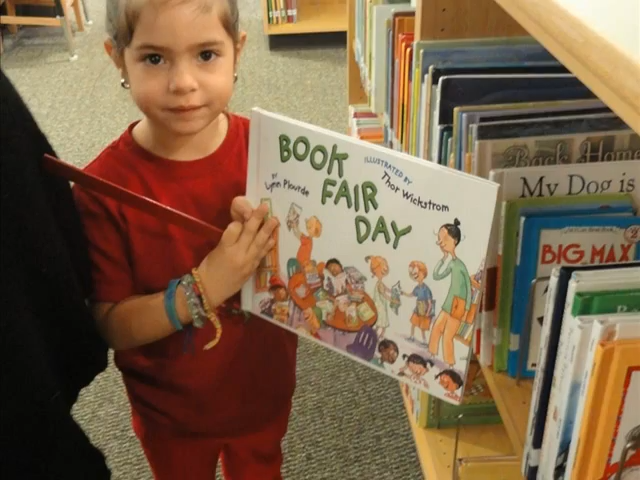 BOOK
FAIR
DAY
BY
Lynn Plourde
ILLUSTRATED BY
Thor Wickstrom
Back Home
My Dog is
BIG MAX